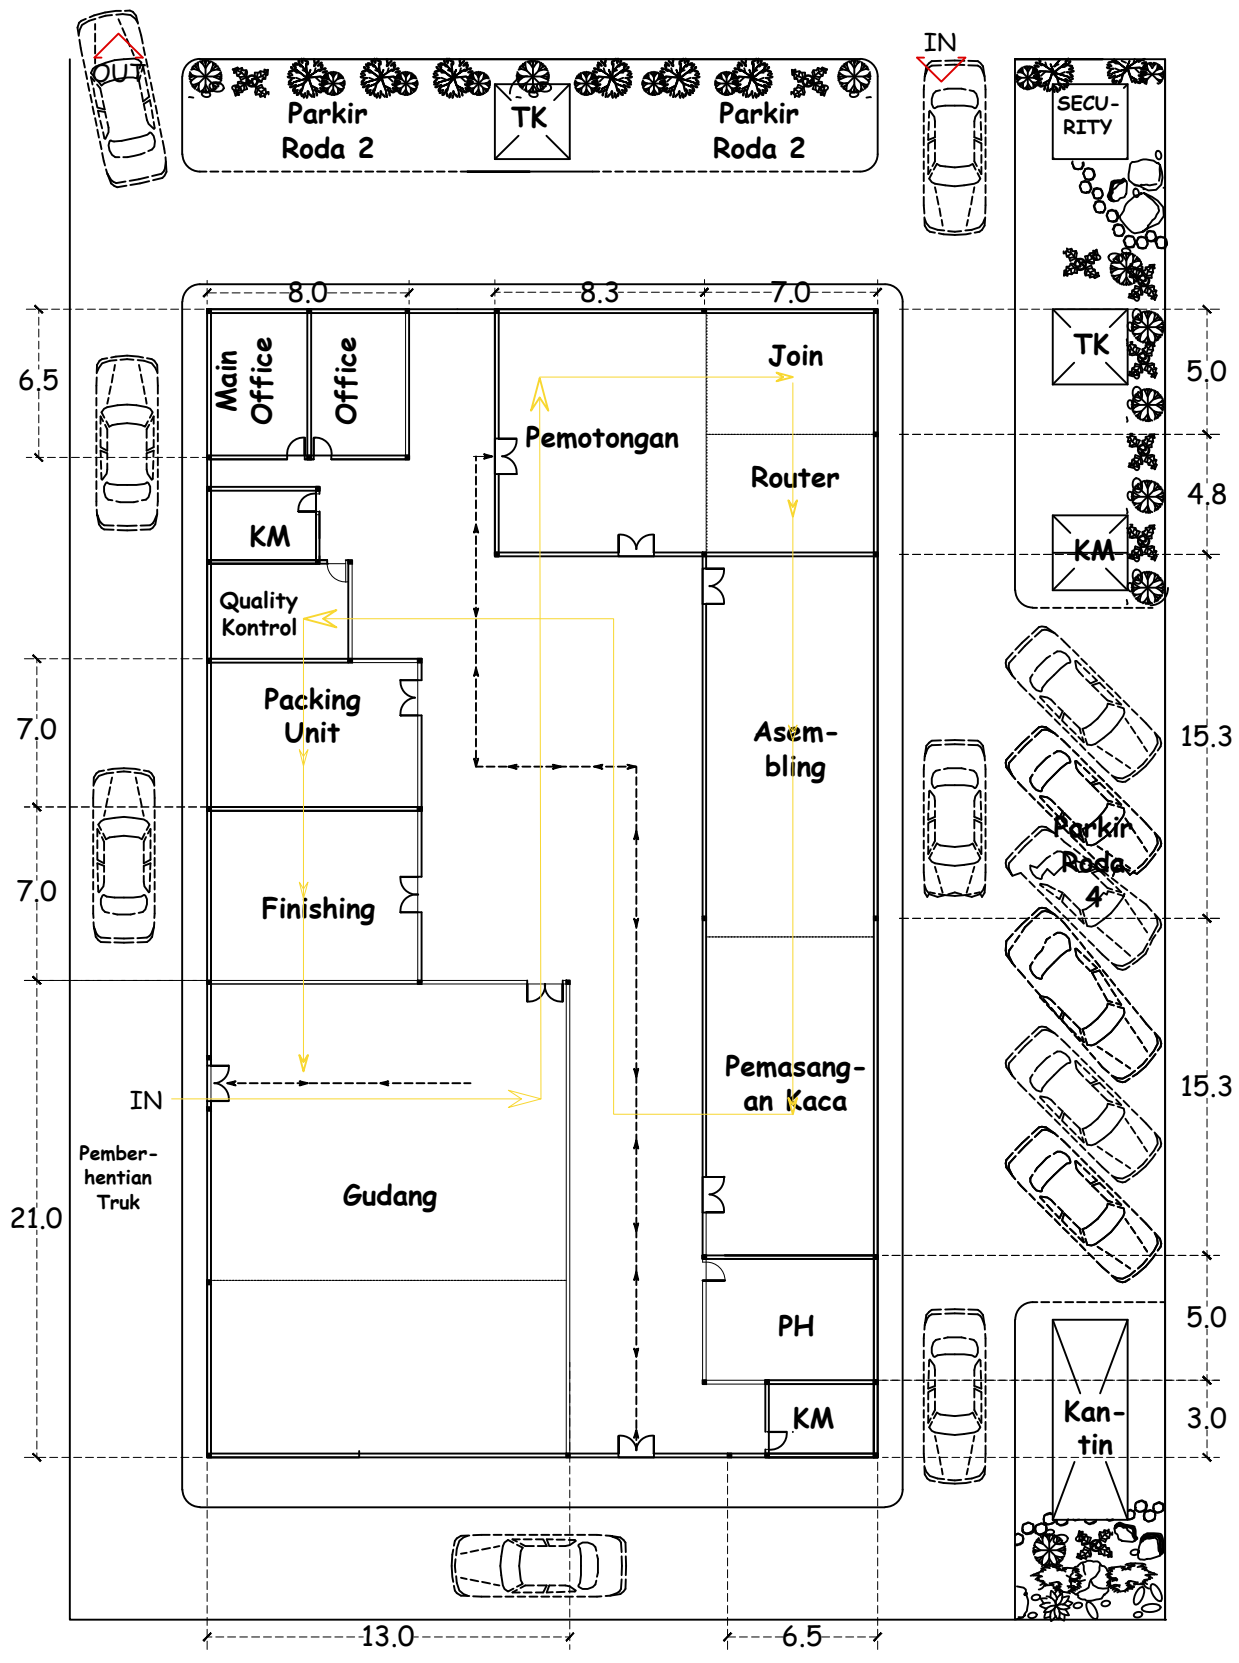 IN
OUT
Parkir
Roda 2
TK
Parkir
Roda 2
SECU-
RITY
8.0
8.3
7.0
Main
Office
Office
Join
TK
6.5
5.0
Pemotongan
Router
4.8
KM
KM
Quality
Kontrol
Packing
Unit
7.0
Asem-
bling
15.3
Parkir
Roda
4
7.0
Finishing
IN
Pemasang-
an Kaca
15.3
Pember-
hentian
Truk
Gudang
21.0
PH
5.0
KM
Kan-
tin
3.0
13.0
6.5